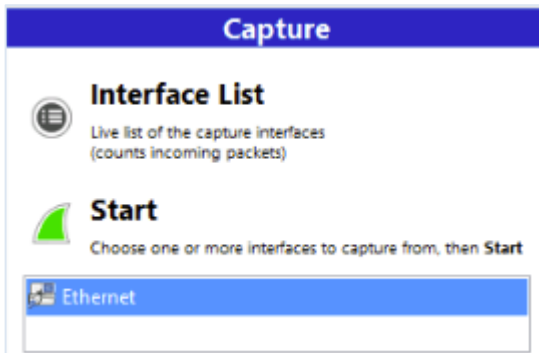 Capture
Interface List
Live list of the capture interfaces
(counts incoming packets)
Start
Choose one or more interfaces to capture from, then Start
Ethernet